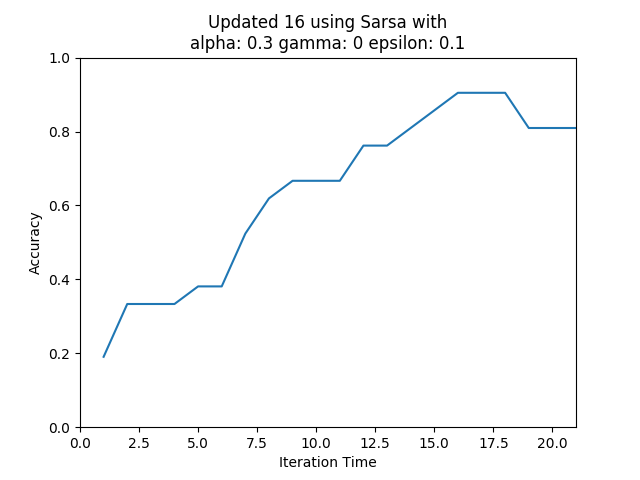 Updated 16 using Sarsa with
alpha: 0.3 gamma: 0 epsilon: 0.1
1.0
0.8
0.6
0.4
0.2
0.0
Accuracy
0.0 2.5 5.0 7.5 10.0 12.5 15.0 17.5 20.0
Iteration Time